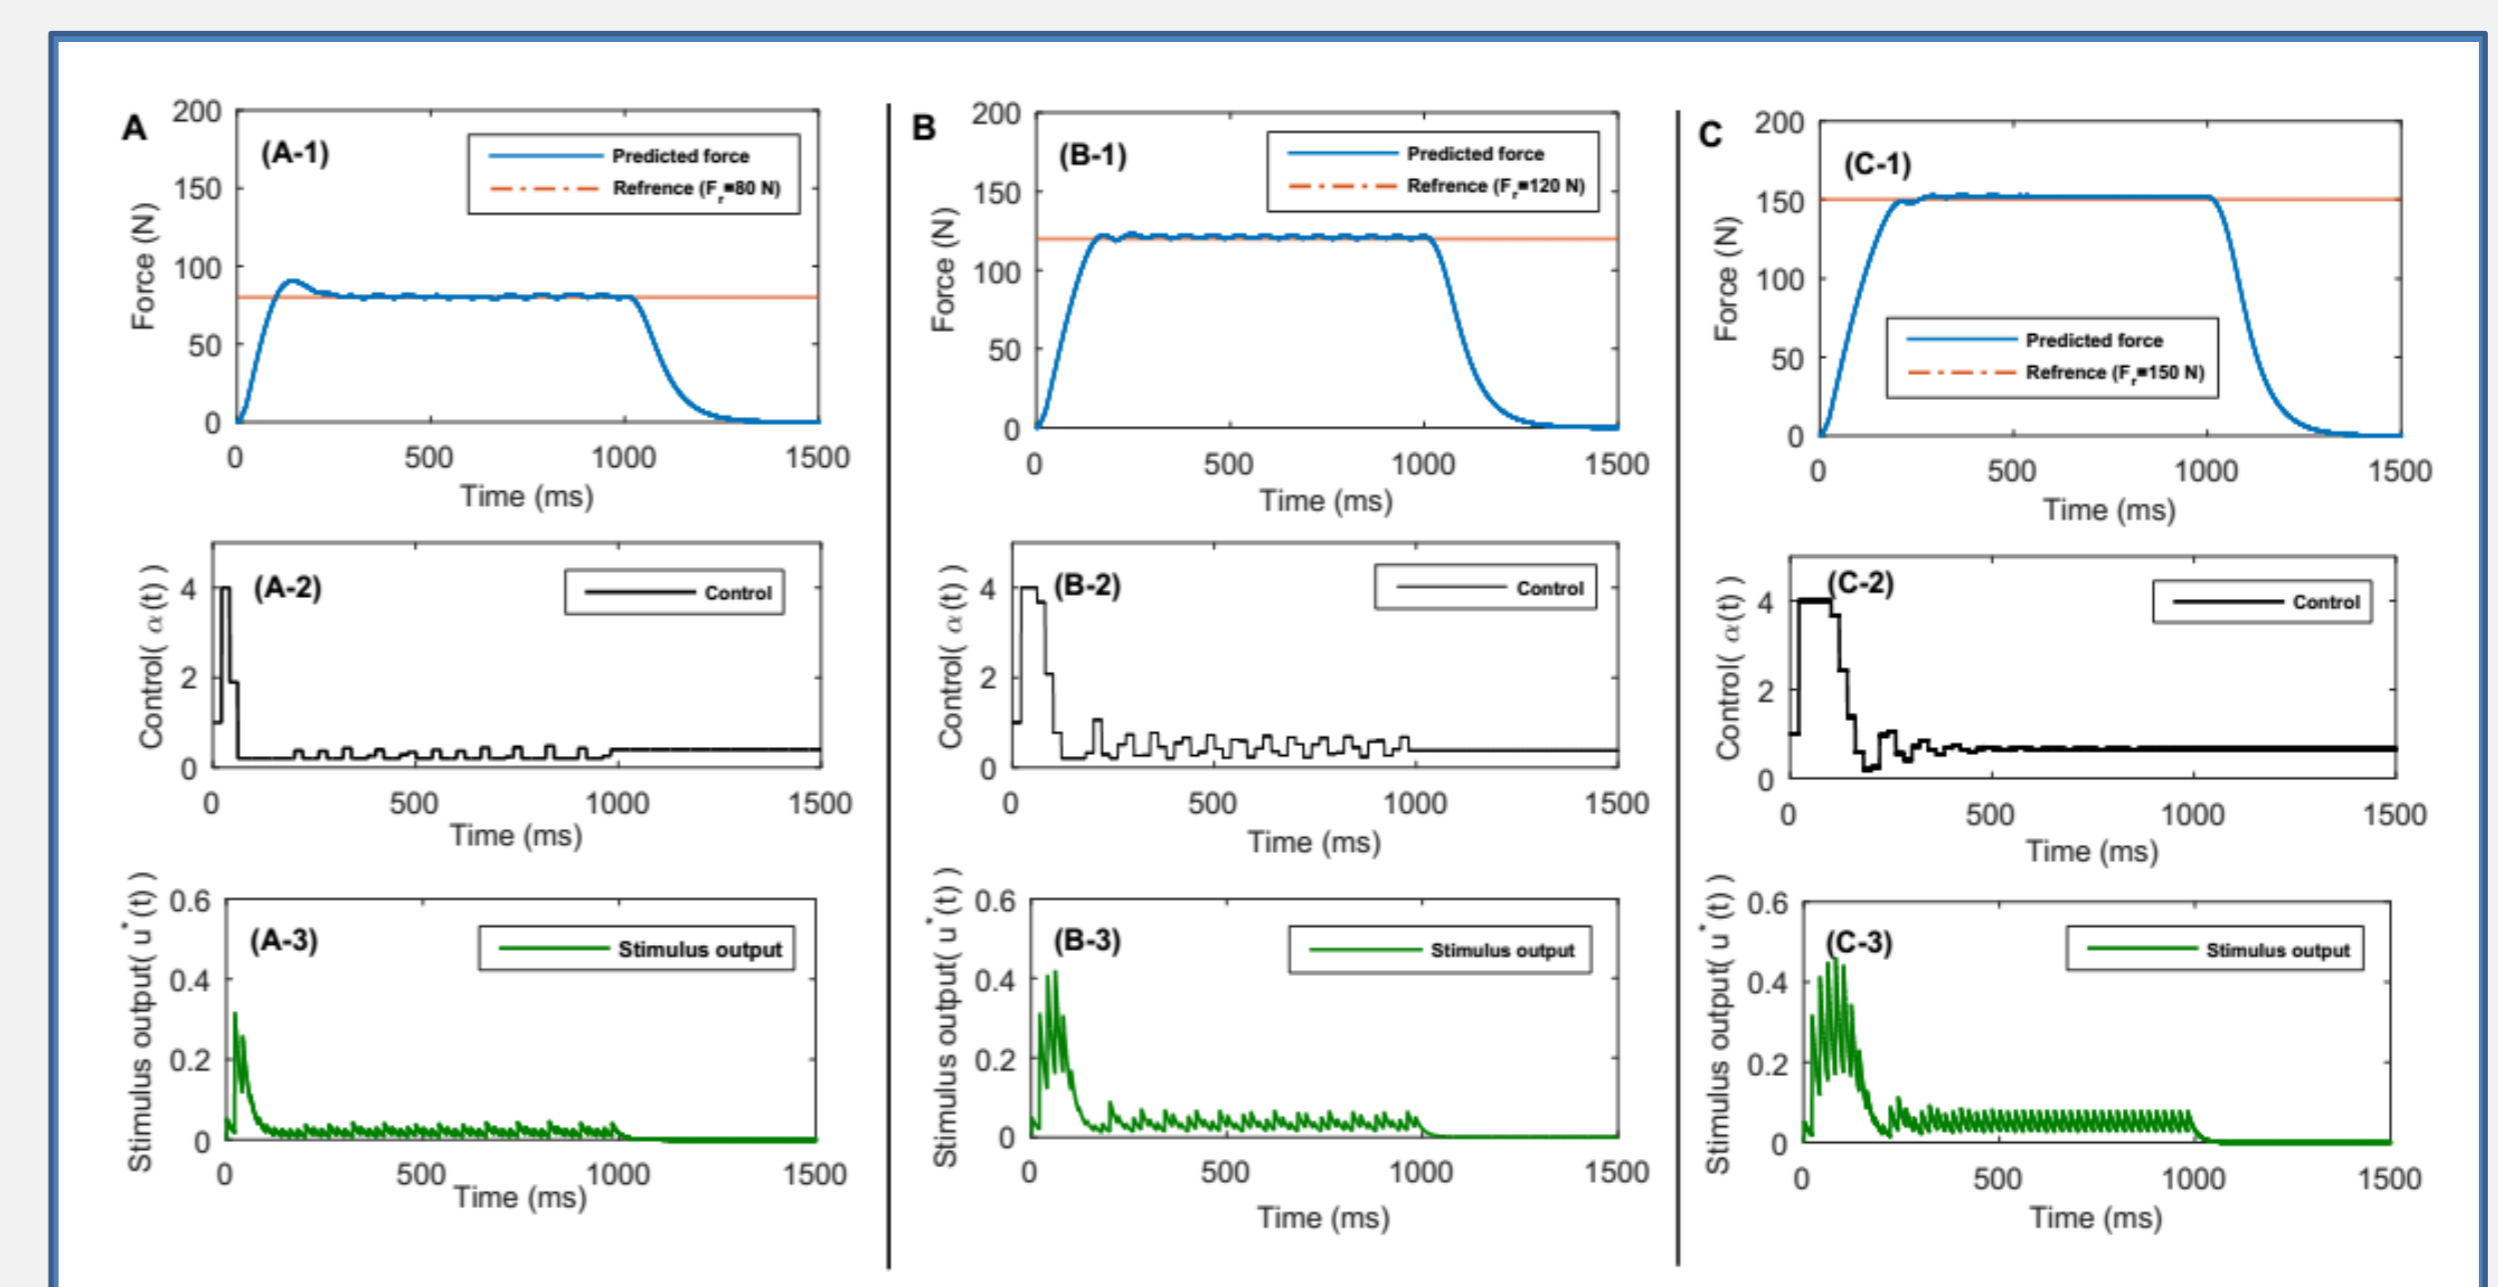 A
(A-1)
200
150
100
50
0
Force (N)
Predicted force
Refrence (Fr=80 N)
0 500 1000 1500
Time (ms)
B
(B-1)
200
150
100
50
0
Force (N)
Predicted force
Refrence (Fr=120 N)
0 500 1000 1500
Time (ms)
C
(C-1)
200
150
100
50
0
Force (N)
Predicted force
Refrence (Fr=150 N)
0 500 1000 1500
Time (ms)
(A-2)
4
2
0
Control( α(t) )
Control
0 500 1000 1500
Time (ms)
(B-2)
4
2
0
Control( α(t) )
Control
0 500 1000 1500
Time (ms)
(C-2)
4
2
0
Control( α(t) )
Control
0 500 1000 1500
Time (ms)
(A-3)
0.6
0.4
0.2
0
Stimulus output( u*(t) )
Stimulus output
0 500 1000 1500
Time (ms)
(B-3)
0.6
0.4
0.2
0
Stimulus output( u*(t) )
Stimulus output
0 500 1000 1500
Time (ms)
(C-3)
0.6
0.4
0.2
0
Stimulus output( u*(t) )
Stimulus output
0 500 1000 1500
Time (ms)